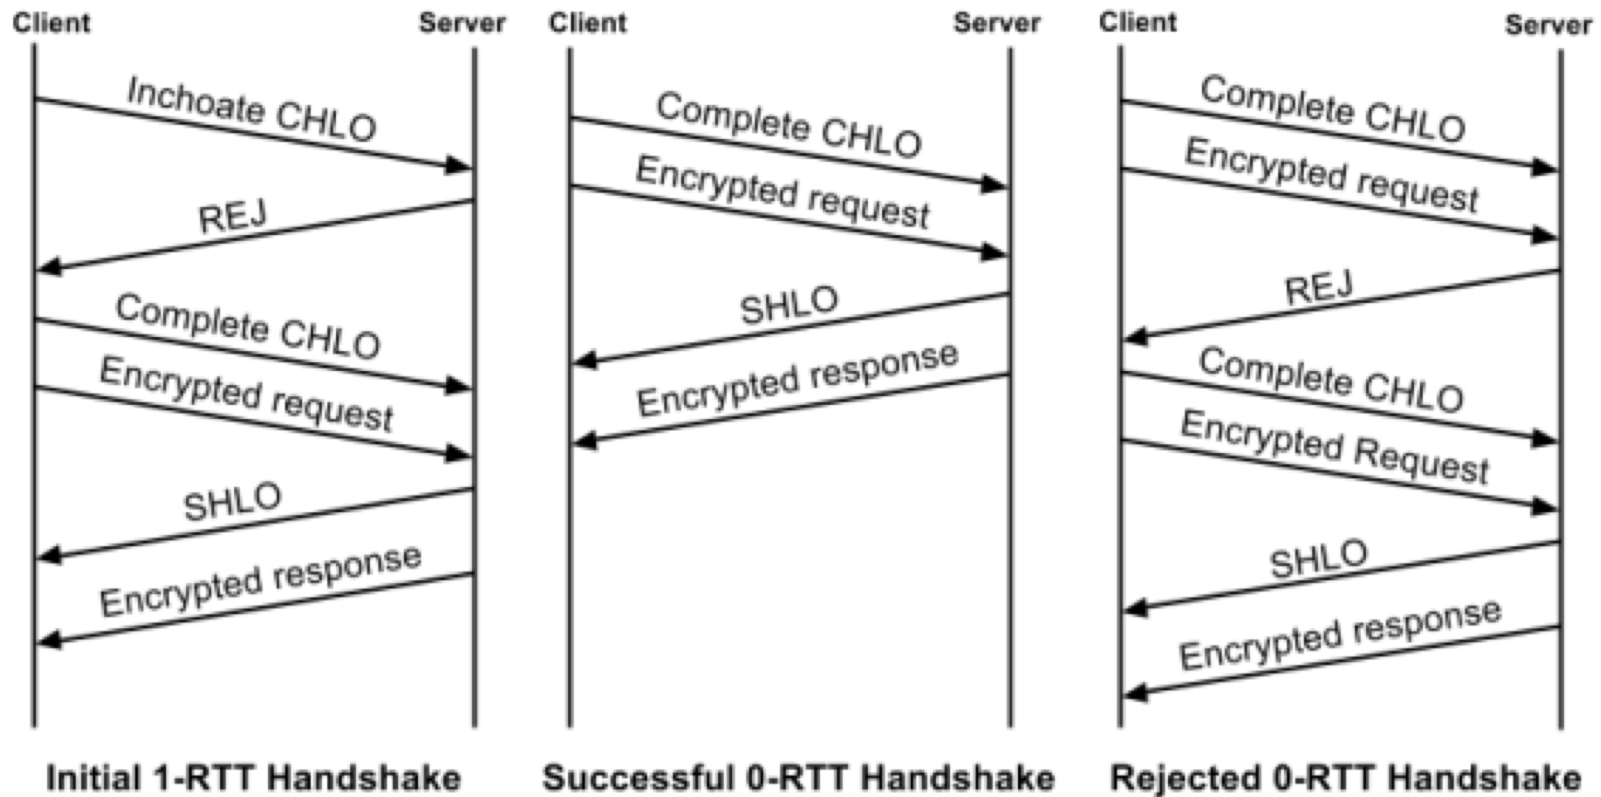 Client
Server
Inchoate CHLO
REJ
Complete CHLO
Encrypted request
SHLO
Encrypted response
Initial 1-RTT Handshake
Client
Server
Complete CHLO
Encrypted request
SHLO
Encrypted response
Successful 0-RTT Handshake
Client
Server
Complete CHLO
Encrypted request
REJ
Complete CHLO
Encrypted Request
SHLO
Encrypted response
Rejected 0-RTT Handshake